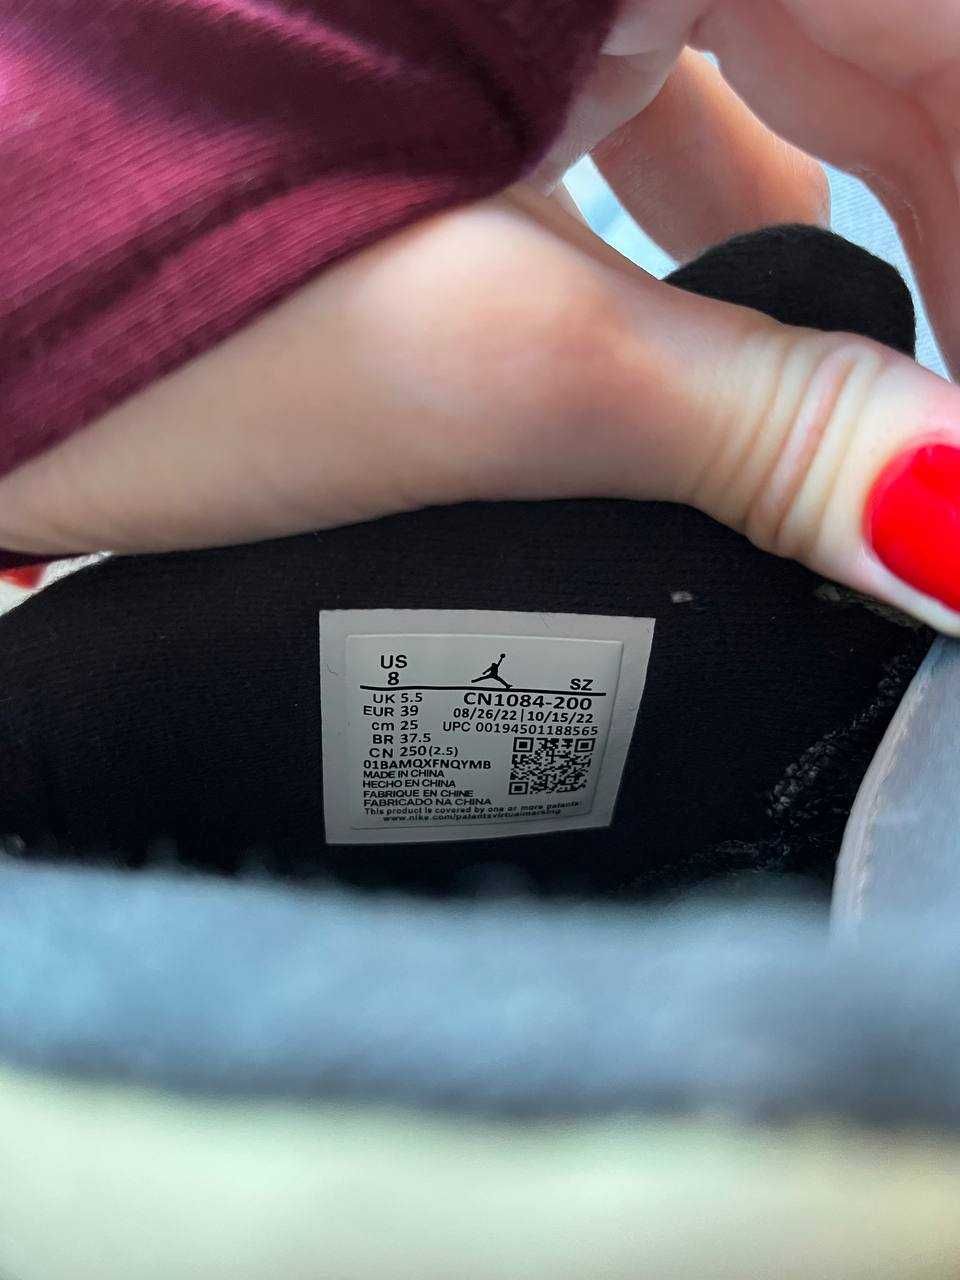 US
8
SZ
UK 5.5
CN1084-200
EUR 39
08/26/22 | 10/15/22
cm 25
UPC 00194501188565
BR 37.5
CN 250 (2.5)
01BAMQXFNQYMB
MADE IN CHINA
HECHO EN CHINA
FABRIQUE EN CHINE
FABRICADO NA CHINA
This product is covered by one or more patents:
www.nike.com/patentsvirtualmarking